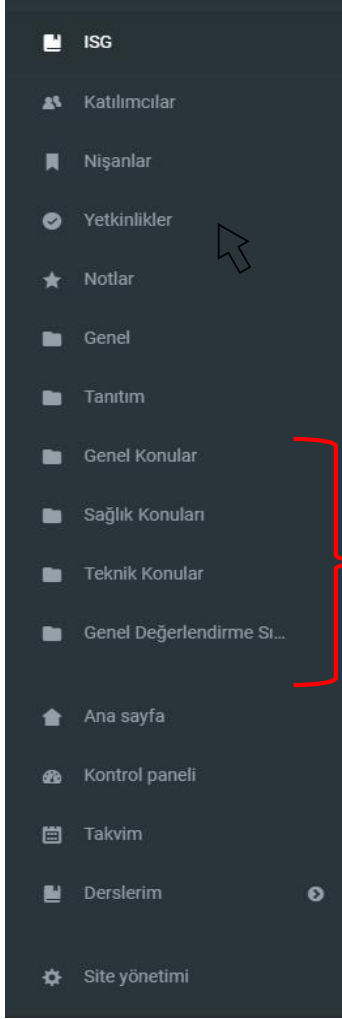 ISG
Katılımcılar
Nişanlar
Yetkinlikler
Notlar
Genel
Tanıtım
Genel Konular
Sağlık Konuları
Teknik Konular
Genel Değerlendirme Sı...
Ana sayfa
Kontrol paneli
Takvim
Derslerim
Site yönetimi